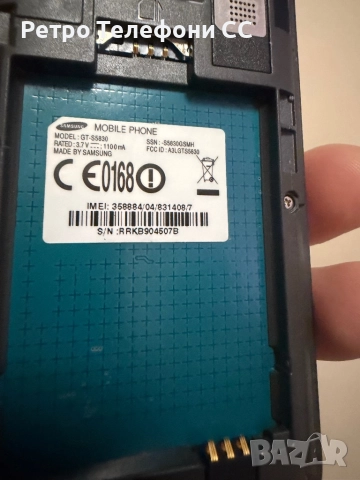 Ретро Телефони СС
SAMSUNG MOBILE PHONE
MODEL: GT-S5830 SSN: -S5830GSMH
RATED: 3.7V⎓ 1100mA FCC ID: A3LGTS5830
MADE BY SAMSUNG
CE0168
IMEI: 358884/04/831408/7
S/N:RRKB904507B
BAZAR
bg